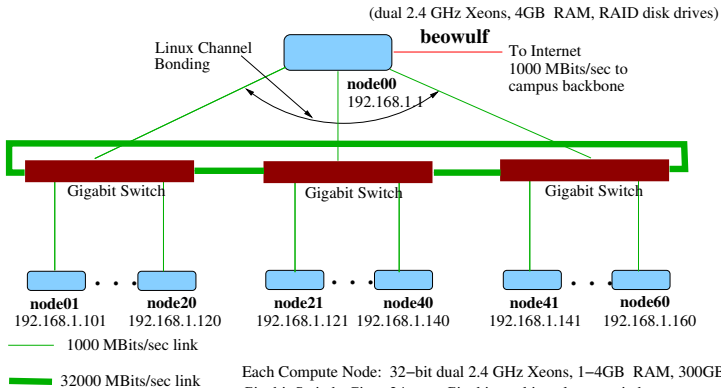 (dual 2.4 GHz Xeons, 4GB RAM, RAID disk drives)
beowulf
Linux Channel
Bonding
To Internet
1000 MBits/sec to
campus backbone
node00
192.168.1.1
Gigabit Switch
Gigabit Switch
Gigabit Switch
node01
192.168.1.101
node20
192.168.1.120
node21
192.168.1.121
node40
192.168.1.140
node41
192.168.1.141
node60
192.168.1.160
1000 MBits/sec link
32000 MBits/sec link
Each Compute Node: 32−bit dual 2.4 GHz Xeons, 1−4GB RAM, 300GB